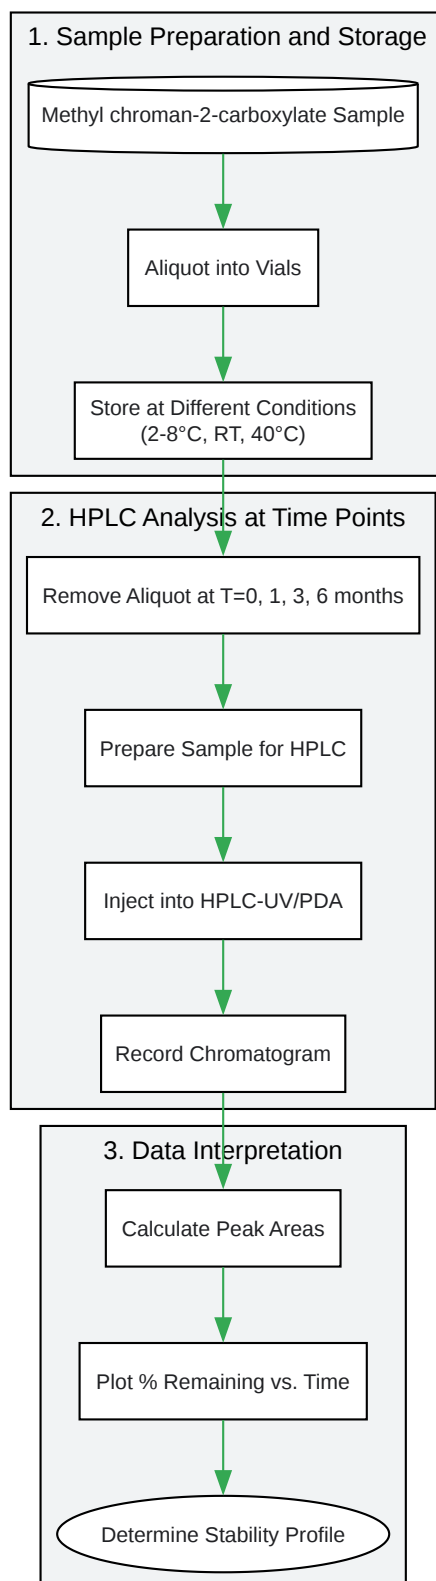 1. Sample Preparation and Storage
Methyl chroman-2-carboxylate Sample
Aliquot into Vials
Store at Different Conditions
(2-8°C, RT, 40°C)
2. HPLC Analysis at Time Points
Remove Aliquot at T=0, 1, 3, 6 months
Prepare Sample for HPLC
Inject into HPLC-UV/PDA
Record Chromatogram
3. Data Interpretation
Calculate Peak Areas
Plot % Remaining vs. Time
Determine Stability Profile